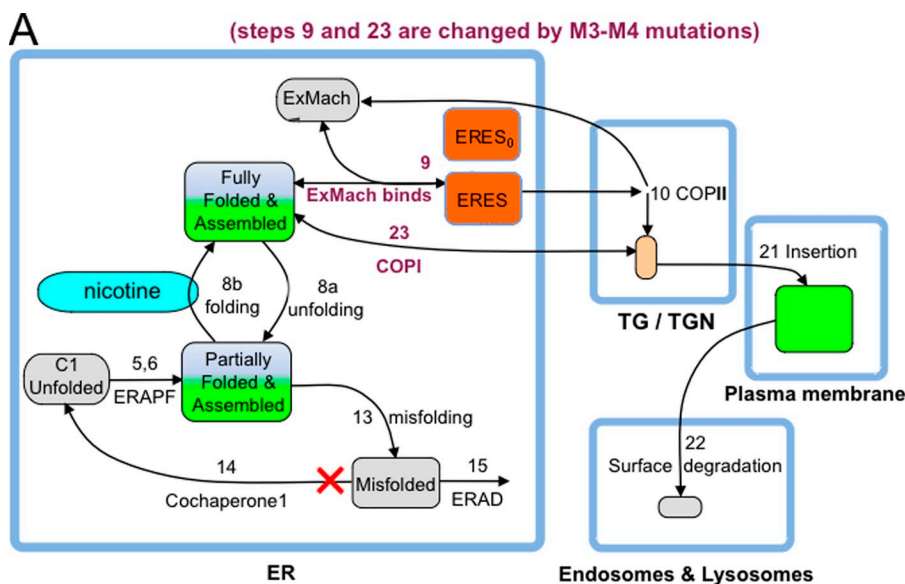 A
(steps 9 and 23 are changed by M3-M4 mutations)
ExMach
ERES₀
9
Fully
Folded &
Assembled
ExMach binds
ERES
10 COPII
23
COPI
21 Insertion
nicotine
8b
folding
8a
unfolding
TG / TGN
C1
Unfolded
5,6
ERAPF
Partially
Folded &
Assembled
Plasma membrane
13 misfolding
14
Cochaperone1
Misfolded
15
ERAD
22
Surface degradation
ER
Endosomes & Lysosomes